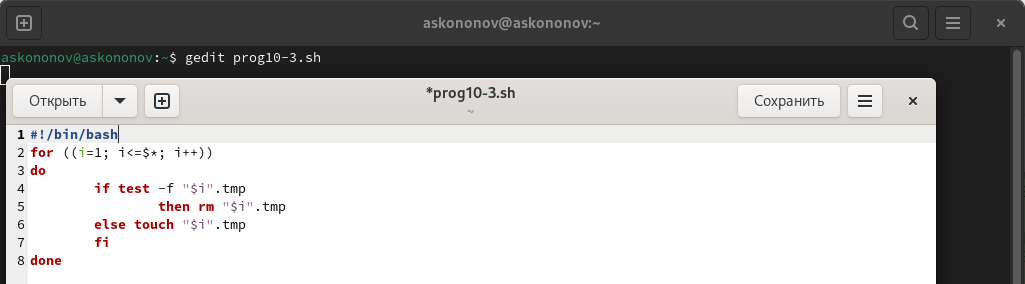 askononov@askononov:~
askononov@askononov:~$ gedit prog10-3.sh
Открыть
*prog10-3.sh
~
Сохранить
1 #!/bin/bash
2 for ((i=1; i<=$*; i++))
3 do
4 if test -f "$i".tmp
5 then rm "$i".tmp
6 else touch "$i".tmp
7 fi
8 done